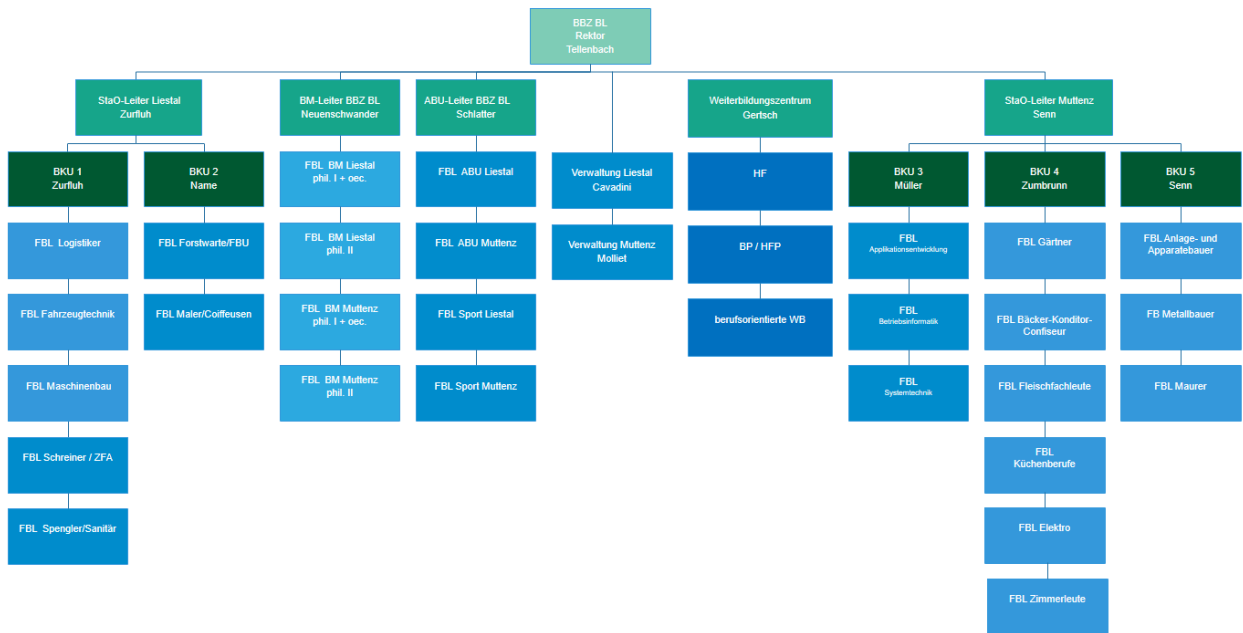 BBZ BL
Rektor
Tellenbach
StaO-Leiter Liestal
Zurfluh
BM-Leiter BBZ BL
Neuenschwander
ABU-Leiter BBZ BL
Schlatter
Weiterbildungszentrum
Gertsch
StaO-Leiter Muttenz
Senn
BKU 1
Zurfluh
FBL Logistiker
FBL Fahrzeugtechnik
FBL Maschinenbau
FBL Schreiner / ZFA
FBL Spengler/Sanitär
BKU 2
Name
FBL Forstwarte/FBU
FBL Maler/Coiffeusen
FBL BM Liestal
phil. I + oec.
FBL BM Liestal
phil. II
FBL BM Muttenz
phil. I + oec.
FBL BM Muttenz
phil. II
FBL ABU Liestal
FBL ABU Muttenz
FBL Sport Liestal
FBL Sport Muttenz
Verwaltung Liestal
Cavadini
Verwaltung Muttenz
Molliet
HF
BP / HFP
berufsorientierte WB
BKU 3
Müller
FBL
Applikationsentwicklung
FBL
Betriebsinformatik
FBL
Systemtechnik
BKU 4
Zumbrunn
FBL Gärtner
FBL Bäcker-Konditor-
Confiseur
FBL Fleischfachleute
FBL
Küchenberufe
FBL Elektro
FBL Zimmerleute
BKU 5
Senn
FBL Anlage- und
Apparatebauer
FB Metallbauer
FBL Maurer